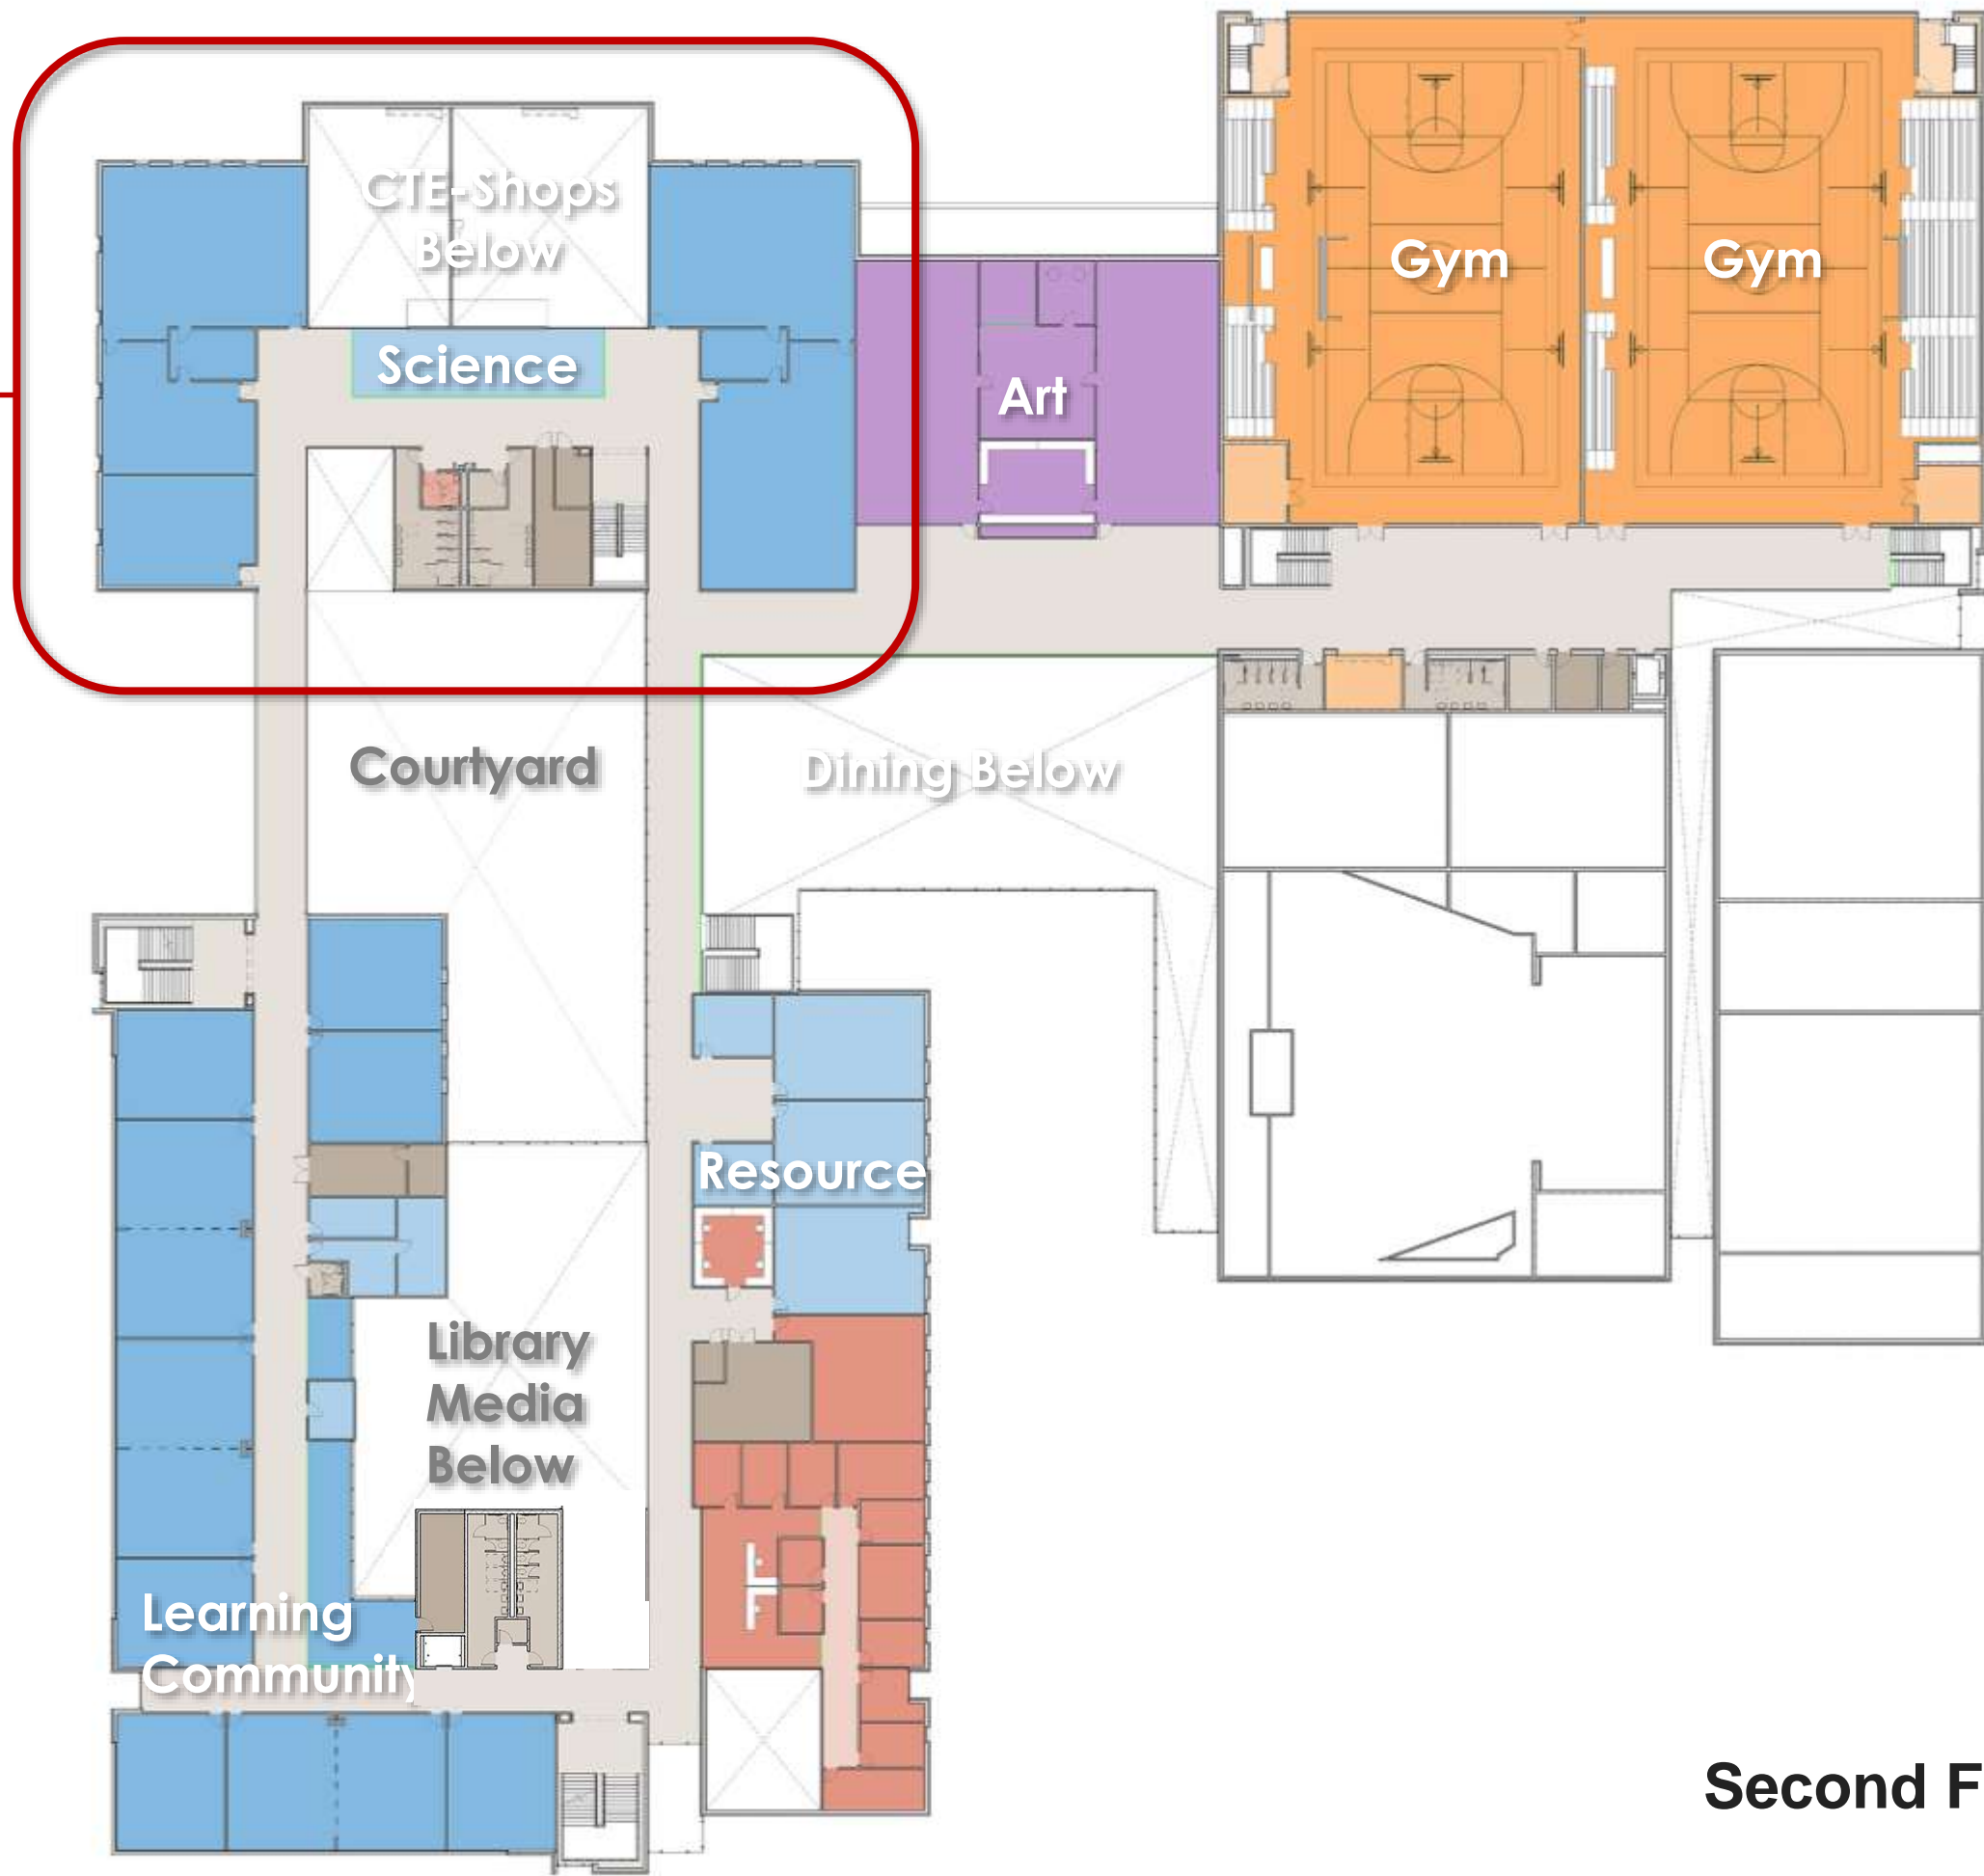 CTE-Shops
Below
Science
Art
Gym
Gym
Courtyard
Dining Below
Resource
Library
Media
Below
Learning
Community
Second F